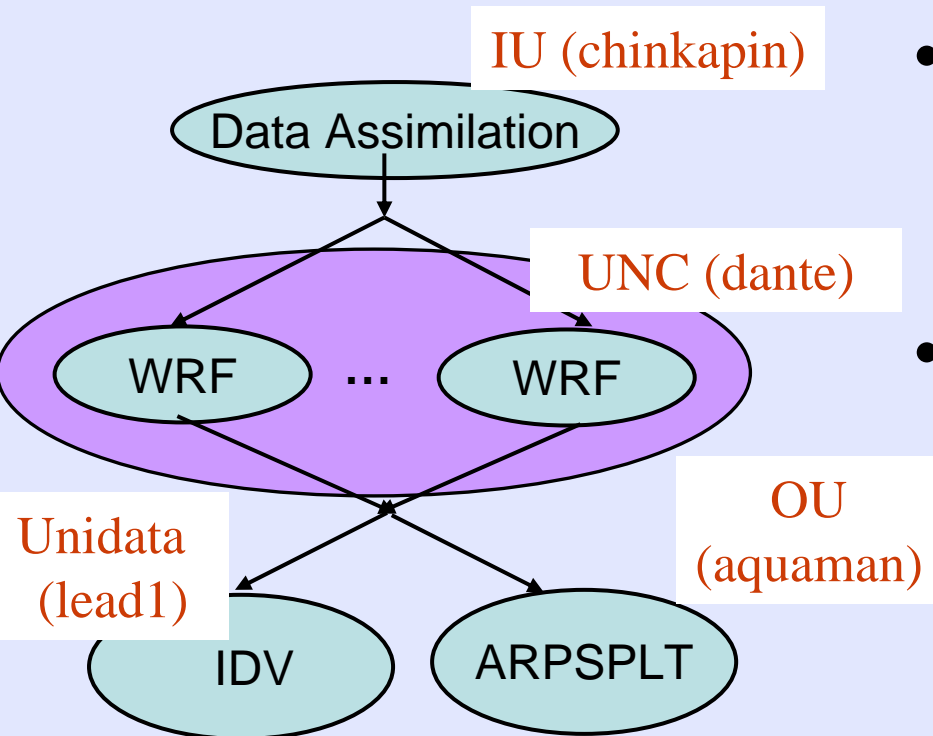 IU (chinkapin)
Data Assimilation
UNC (dante)
WRF
...
WRF
Unidata
(lead1)
OU
(aquaman)
IDV
ARPSPLT